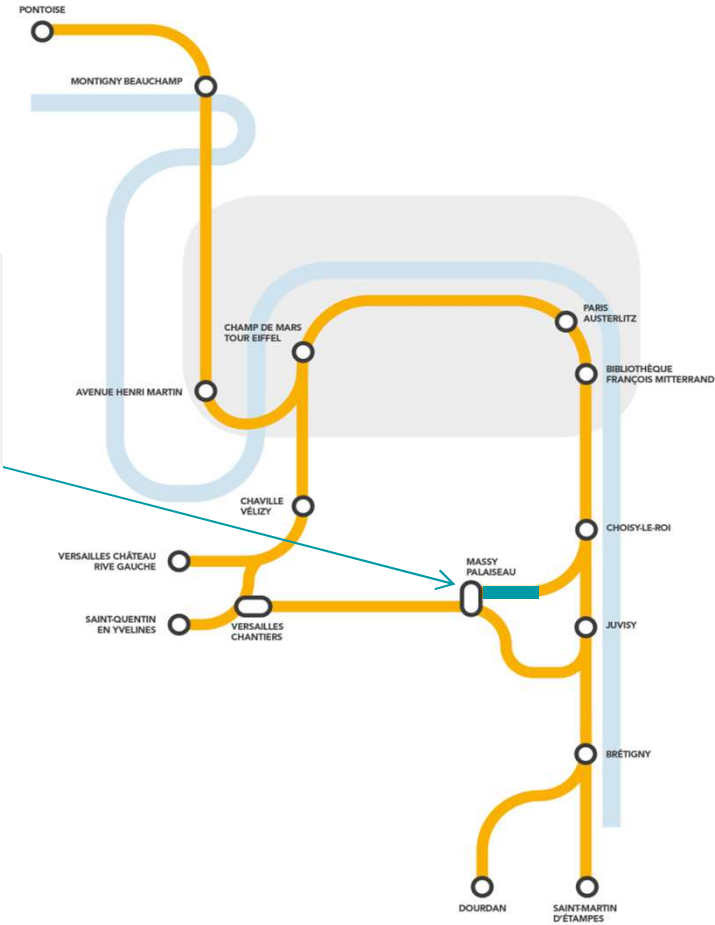 PONTOISE
MONTIGNY BEAUCHAMP
PARIS
AUSTERLITZ
CHAMP DE MARS
TOUR EIFFEL
BIBLIOTHÈQUE
FRANÇOIS MITTERRAND
AVENUE HENRI MARTIN
CHAVILLE
VÉLIZY
CHOISY-LE-ROI
VERSAILLES CHÂTEAU
RIVE GAUCHE
MASSY
PALAISEAU
SAINT-QUENTIN
EN YVELINES
VERSAILLES
CHANTIERS
JUVISY
BRÉTIGNY
DOURDAN
SAINT-MARTIN
D'ÉTAMPES